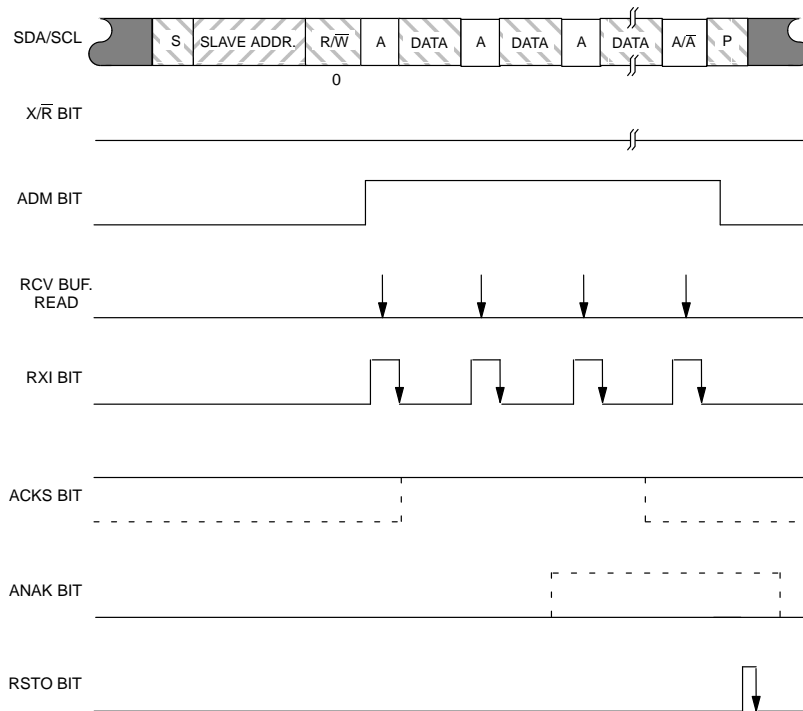 SDA/SCL S SLAVE ADDR. R/W̅ A DATA A DATA A DATA A/A̅ P
0
X/R̅ BIT
ADM BIT
RCV BUF.
READ
RXI BIT
ACKS BIT
ANAK BIT
RSTO BIT